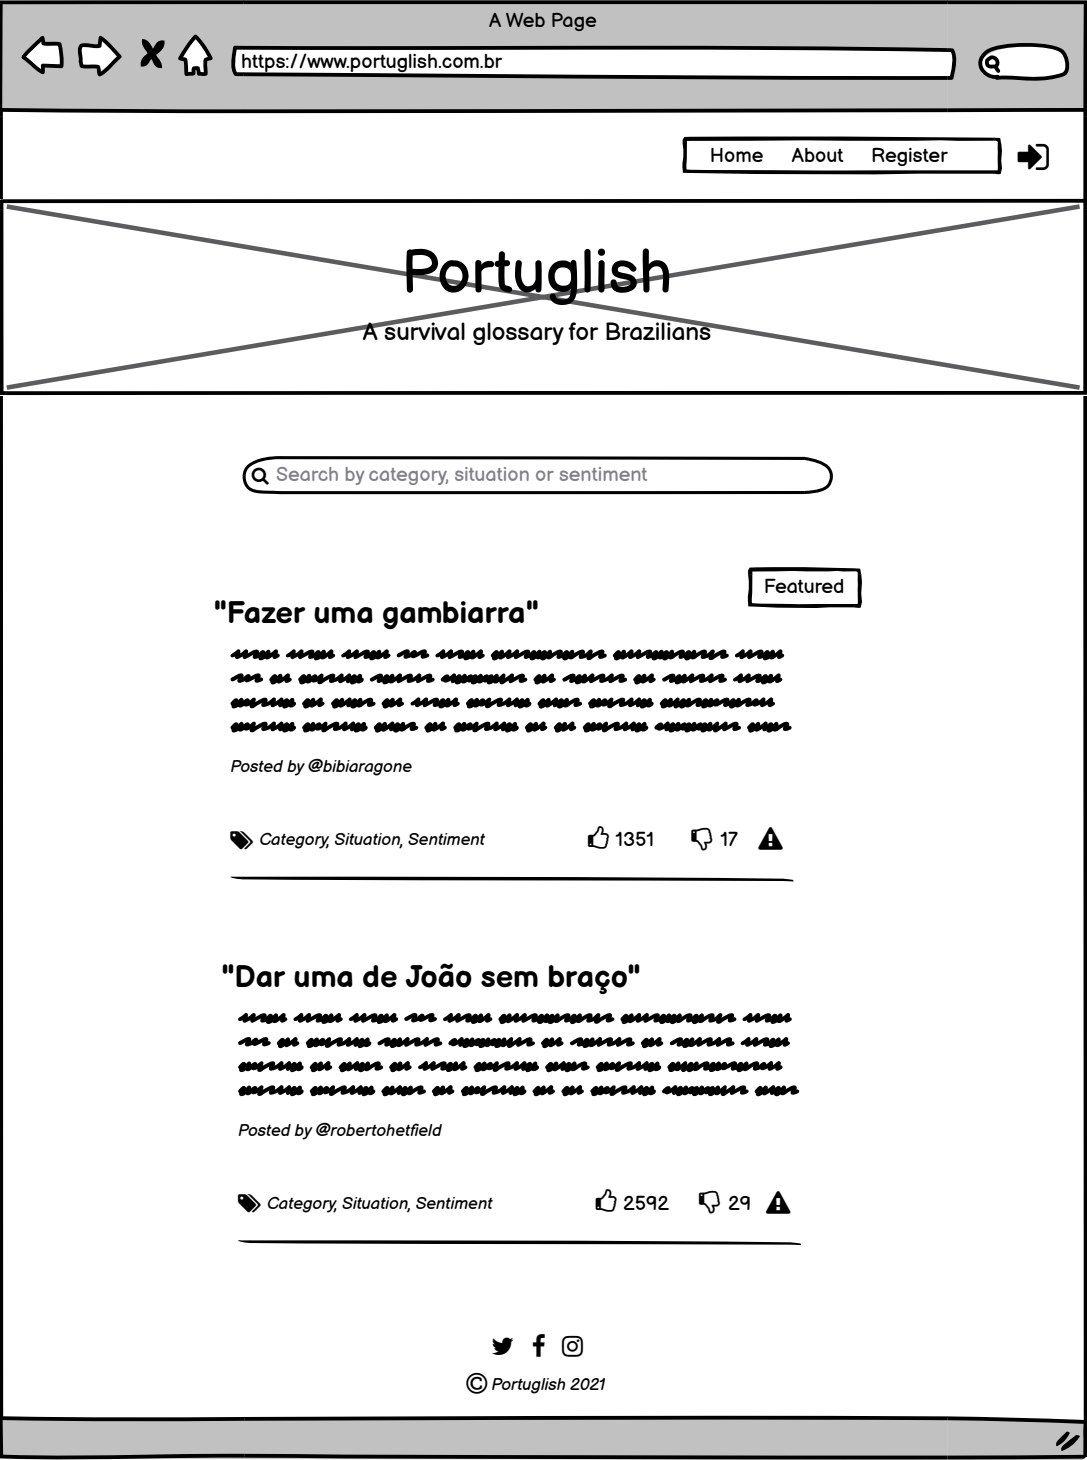 A Web Page
https://www.portuglish.com.br
Home About Register
Portuglish
A survival glossary for Brazilians
Search by category, situation or sentiment
Featured
"Fazer uma gambiarra"
Posted by @bibiaragone
Category, Situation, Sentiment 1351 17
"Dar uma de João sem braço"
Posted by @robertohetfield
Category, Situation, Sentiment 2592 29
© Portuglish 2021